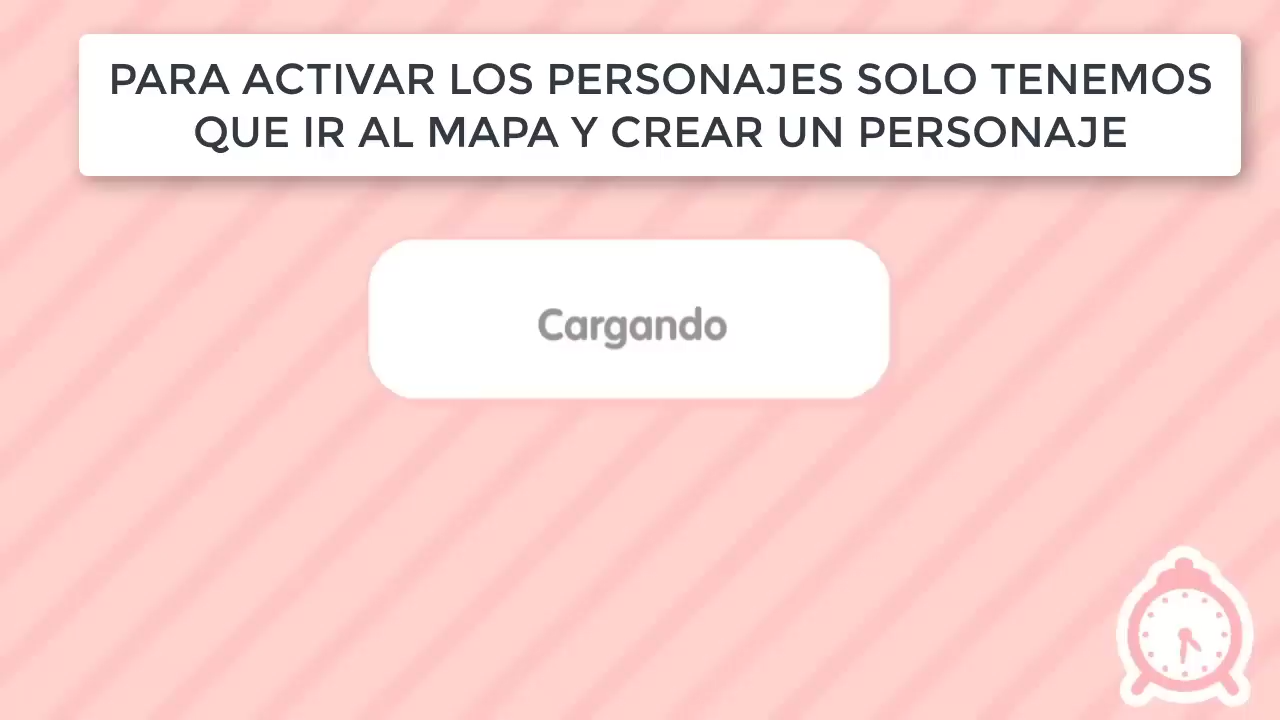 PARA ACTIVAR LOS PERSONAJES SOLO TENEMOS
QUE IR AL MAPA Y CREAR UN PERSONAJE
Cargando